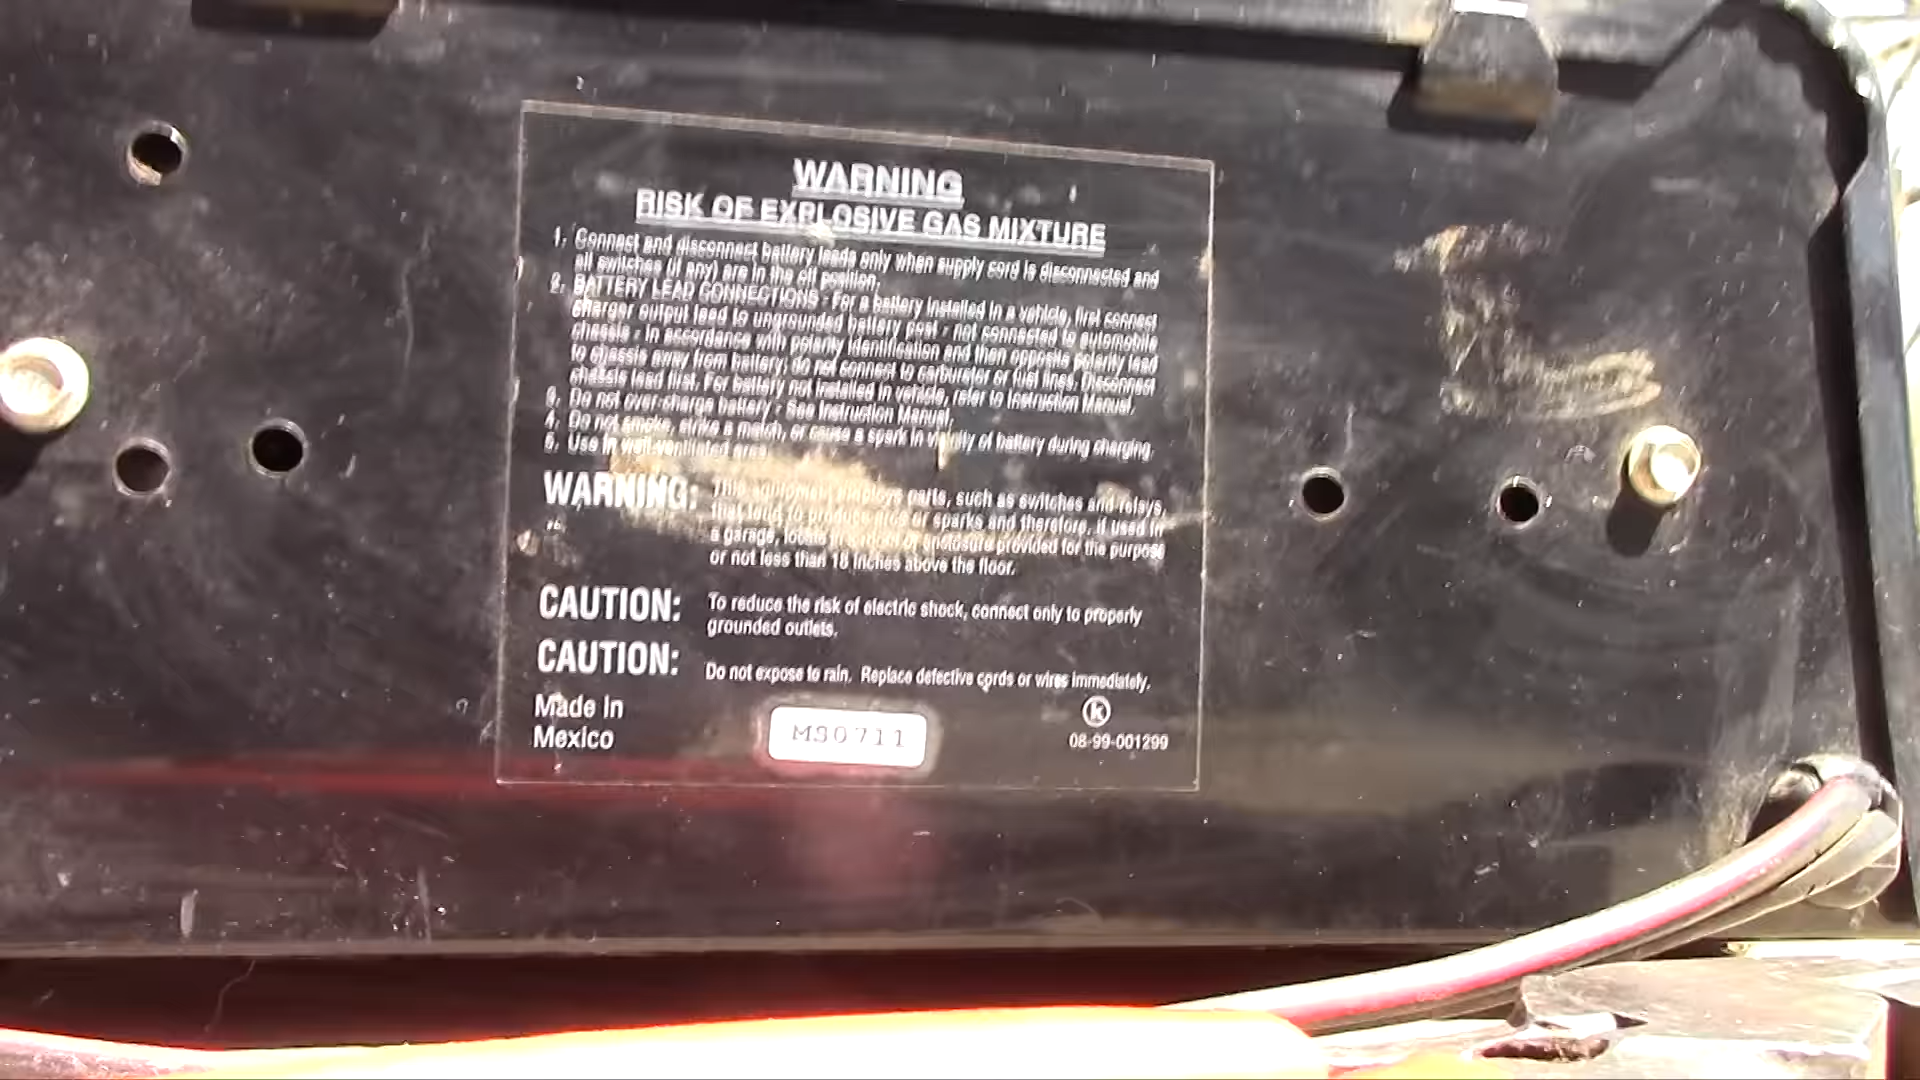 WARNING
RISK OF EXPLOSIVE GAS MIXTURE
1. Connect and disconnect battery leads only when supply cord is disconnected and
all switches (if any) are in the off position.
2. BATTERY LEAD CONNECTIONS - For a battery installed in a vehicle, first connect
charger output lead to ungrounded battery post - not connected to automobile
chassis - in accordance with polarity identification and then opposite polarity lead
to chassis away from battery; do not connect to carburetor or fuel lines. Disconnect
chassis lead first. For battery not installed in vehicle, refer to Instruction Manual.
3. Do not over-charge battery - See Instruction Manual.
4. Do not smoke, strike a match, or cause a spark in vicinity of battery during charging.
5. Use in well-ventilated area.
WARNING: This equipment employs parts, such as switches and relays,
that tend to produce arcs or sparks and therefore, if used in
a garage, locate in room or enclosure provided for the purpose
or not less than 18 inches above the floor.
CAUTION: To reduce the risk of electric shock, connect only to properly
grounded outlets.
CAUTION: Do not expose to rain. Replace defective cords or wires immediately.
Made In
Mexico
MS0711
k
08-99-001299